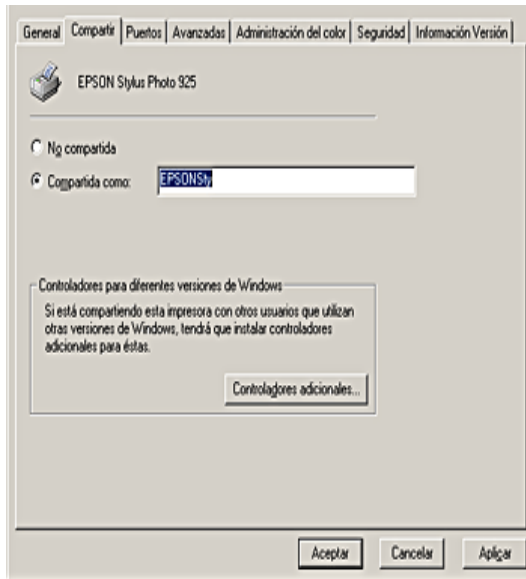 General Compartir Puertos Avanzadas Administración del color Seguridad Información Versión
EPSON Stylus Photo 925
No compartida
Compartida como: EPSONSty
Controladores para diferentes versiones de Windows
Si está compartiendo esta impresora con otros usuarios que utilizan
otras versiones de Windows, tendrá que instalar controladores
adicionales para éstas.
Controladores adicionales...
Aceptar Cancelar Aplicar